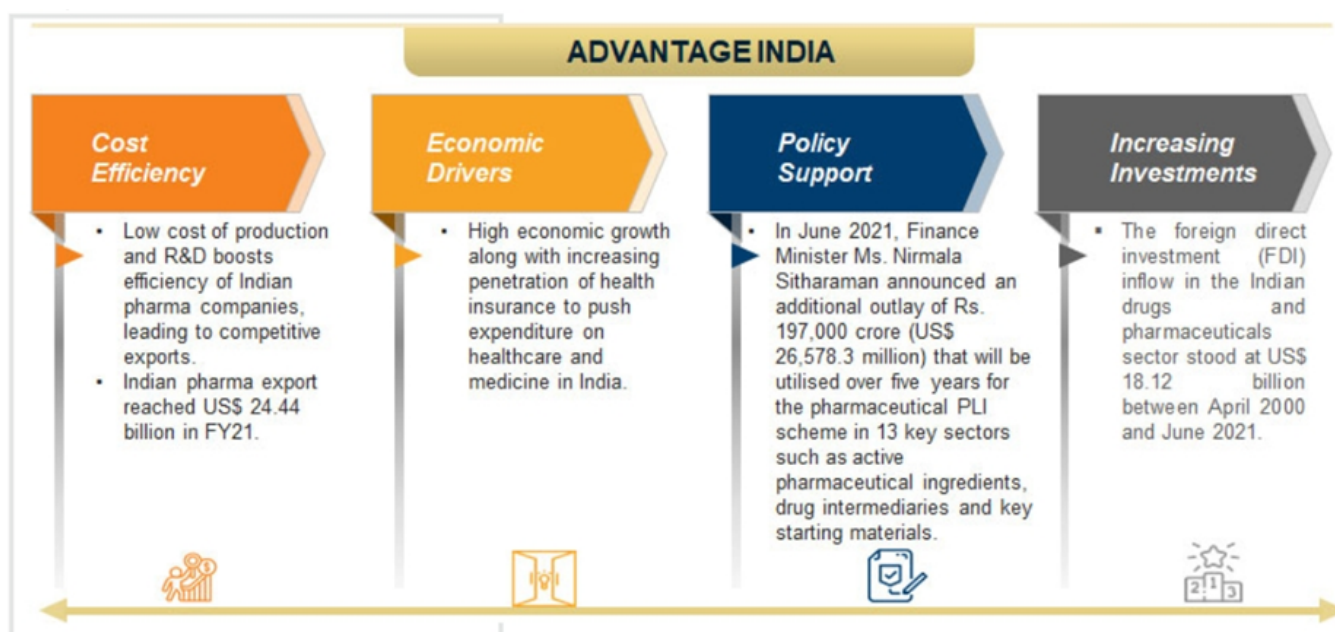 ADVANTAGE INDIA
Cost
Efficiency
• Low cost of production
and R&D boosts
efficiency of Indian
pharma companies,
leading to competitive
exports.
• Indian pharma export
reached US$ 24.44
billion in FY21.
Economic
Drivers
• High economic growth
along with increasing
penetration of health
insurance to push
expenditure on
healthcare and
medicine in India.
Policy
Support
• In June 2021, Finance
Minister Ms. Nirmala
Sitharaman announced an
additional outlay of Rs.
197,000 crore (US$
26,578.3 million) that will be
utilised over five years for
the pharmaceutical PLI
scheme in 13 key sectors
such as active
pharmaceutical ingredients,
drug intermediaries and key
starting materials.
Increasing
Investments
▪ The foreign direct
investment (FDI)
inflow in the Indian
drugs and
pharmaceuticals
sector stood at US$
18.12 billion
between April 2000
and June 2021.
$
2 1 3